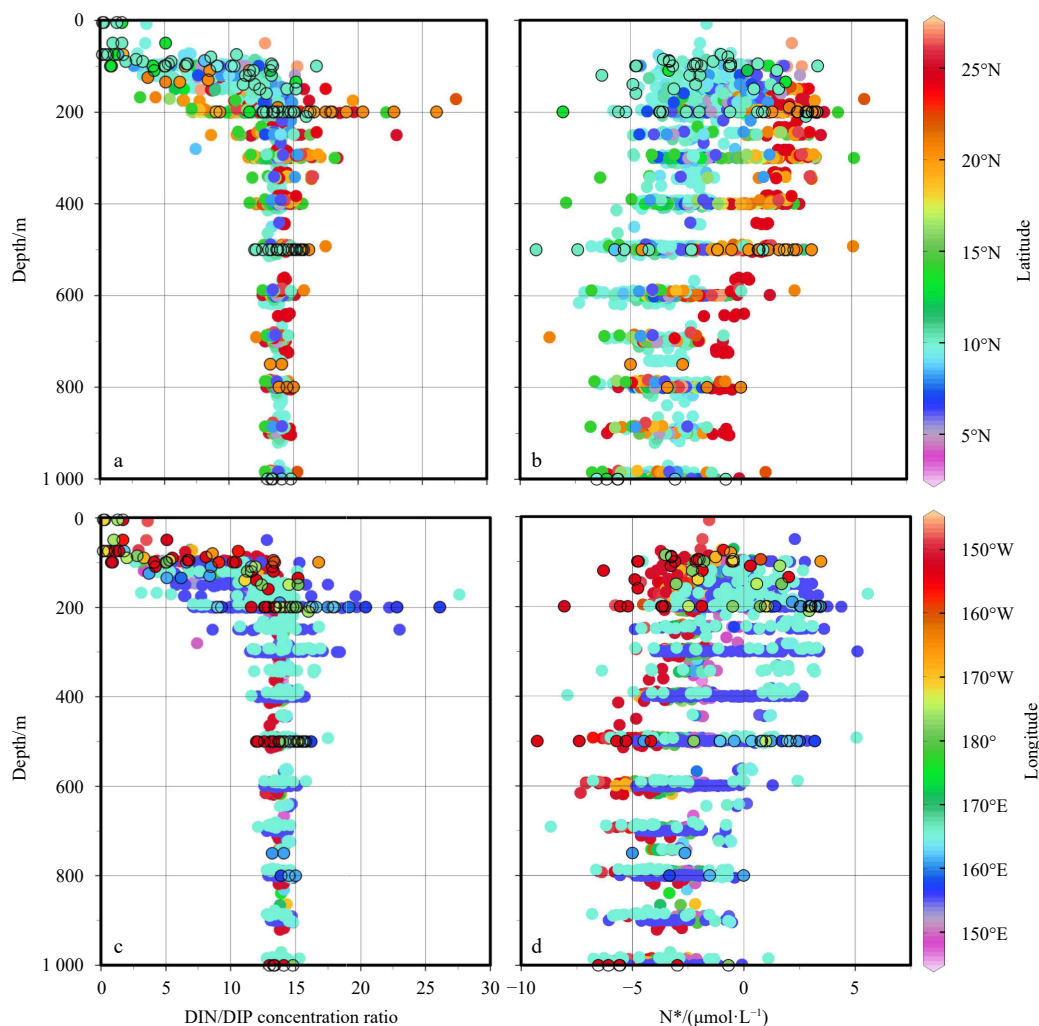 0
200
400
600
800
1 000
Depth/m
a
b
25°N
20°N
15°N
10°N
5°N
Latitude
0
200
400
600
800
1 000
Depth/m
c
d
0
5
10
15
20
25
30
DIN/DIP concentration ratio
−10
−5
0
5
N*/(μmol·L⁻¹)
150°W
160°W
170°W
180°
170°E
160°E
150°E
Longitude